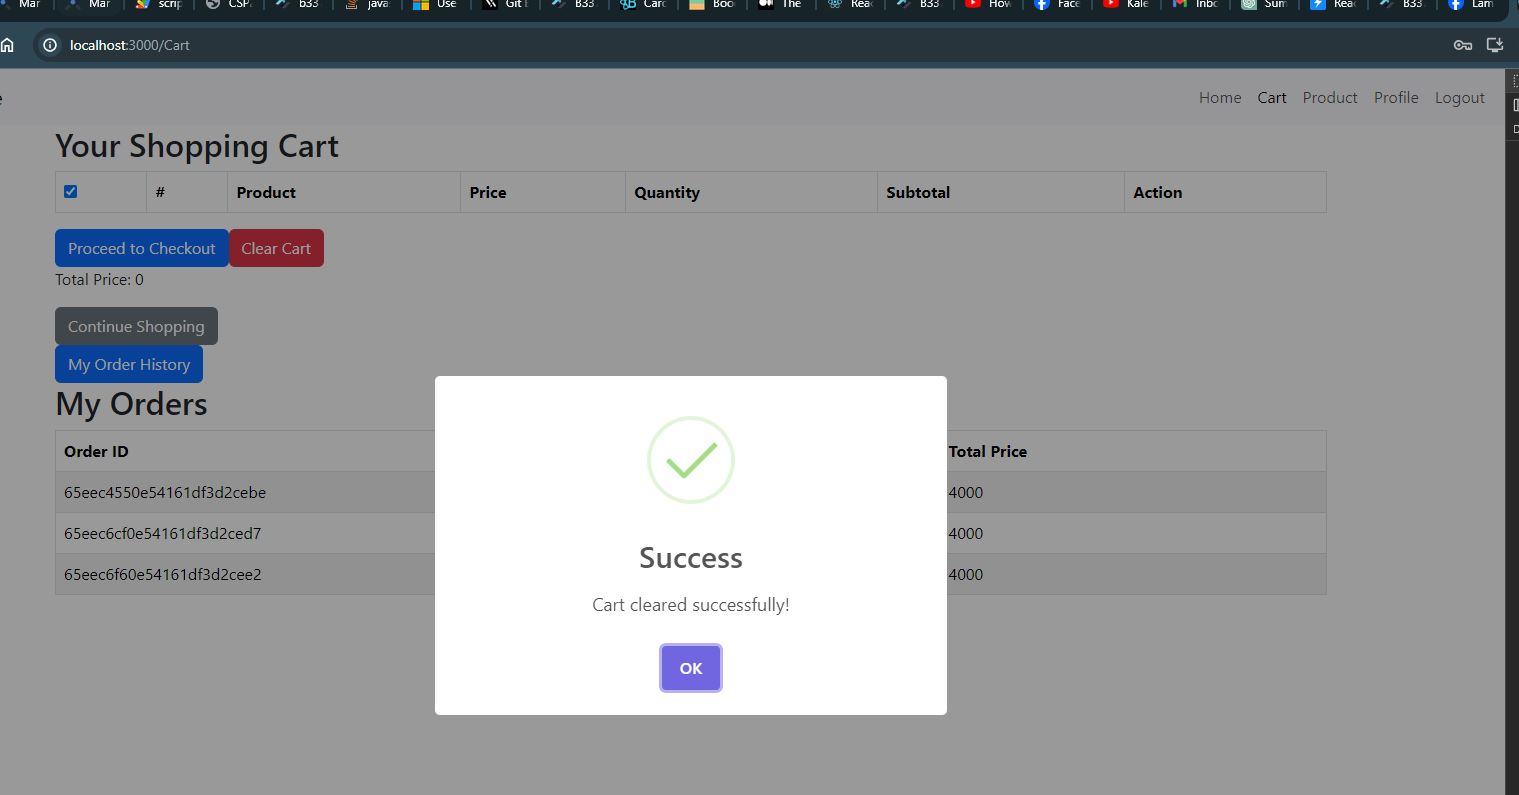 Mar Mar scrip CSP. b33 java Use Git B33 Card Boo The Reac B33 How Face Kale Inbc Sum Reac B33. Lam
localhost:3000/Cart
Home Cart Product Profile Logout
Your Shopping Cart
# Product Price Quantity Subtotal Action
Proceed to Checkout Clear Cart
Total Price: 0
Continue Shopping
My Order History
My Orders
Order ID Total Price
65eec4550e54161df3d2cebe 4000
65eec6cf0e54161df3d2ced7 4000
65eec6f60e54161df3d2cee2 4000
Success
Cart cleared successfully!
OK